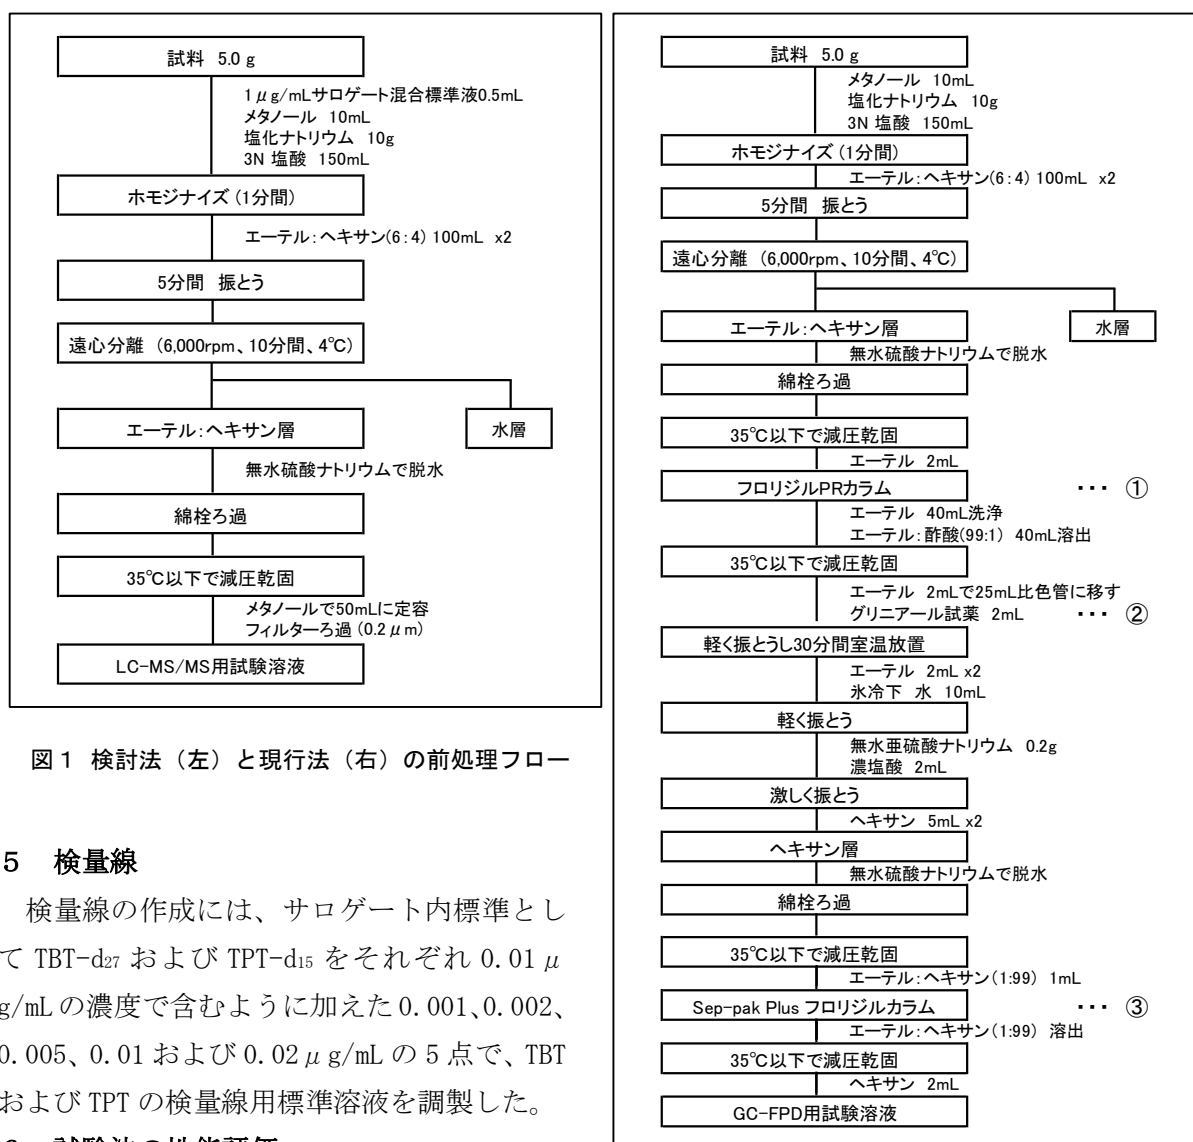 試料 5.0 g
1μg/mLサロゲート混合標準液0.5mL
メタノール 10mL
塩化ナトリウム 10g
3N 塩酸 150mL
ホモジナイズ (1分間)
エーテル:ヘキサン(6:4) 100mL x2
5分間 振とう
遠心分離 (6,000rpm、10分間、4℃)
エーテル:ヘキサン層
水層
無水硫酸ナトリウムで脱水
綿栓ろ過
35℃以下で減圧乾固
メタノールで50mLに定容
フィルターろ過 (0.2μm)
LC-MS/MS用試験溶液
図1 検討法(左)と現行法(右)の前処理フロー
5 検量線
検量線の作成には、サロゲート内標準とし
て TBT-d27 および TPT-d15 をそれぞれ 0.01μ
g/mL の濃度で含むように加えた 0.001、0.002、
0.005、0.01 および 0.02μg/mL の 5 点で、TBT
および TPT の検量線用標準溶液を調製した。
試料 5.0 g
メタノール 10mL
塩化ナトリウム 10g
3N 塩酸 150mL
ホモジナイズ (1分間)
エーテル:ヘキサン(6:4) 100mL x2
5分間 振とう
遠心分離 (6,000rpm、10分間、4℃)
エーテル:ヘキサン層
水層
無水硫酸ナトリウムで脱水
綿栓ろ過
35℃以下で減圧乾固
エーテル 2mL
フロリジルPRカラム ・・・ ①
エーテル 40mL洗浄
エーテル:酢酸(99:1) 40mL溶出
35℃以下で減圧乾固
エーテル 2mLで25mL比色管に移す
グリニアール試薬 2mL ・・・ ②
軽く振とうし30分間室温放置
エーテル 2mL x2
氷冷下 水 10mL
軽く振とう
無水亜硫酸ナトリウム 0.2g
濃塩酸 2mL
激しく振とう
ヘキサン 5mL x2
ヘキサン層
無水硫酸ナトリウムで脱水
綿栓ろ過
35℃以下で減圧乾固
エーテル:ヘキサン(1:99) 1mL
Sep-pak Plus フロリジルカラム ・・・ ③
エーテル:ヘキサン(1:99) 溶出
35℃以下で減圧乾固
ヘキサン 2mL
GC-FPD用試験溶液